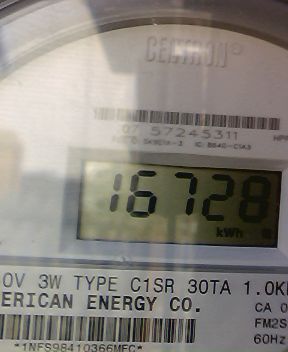 CENTRON®
07 57245311
16728
kWh
0V 3W TYPE C1SR 30TA 1.0K
ERICAN ENERGY CO.
CA 0
FM2S
60Hz
*1NFS98410366MEC*